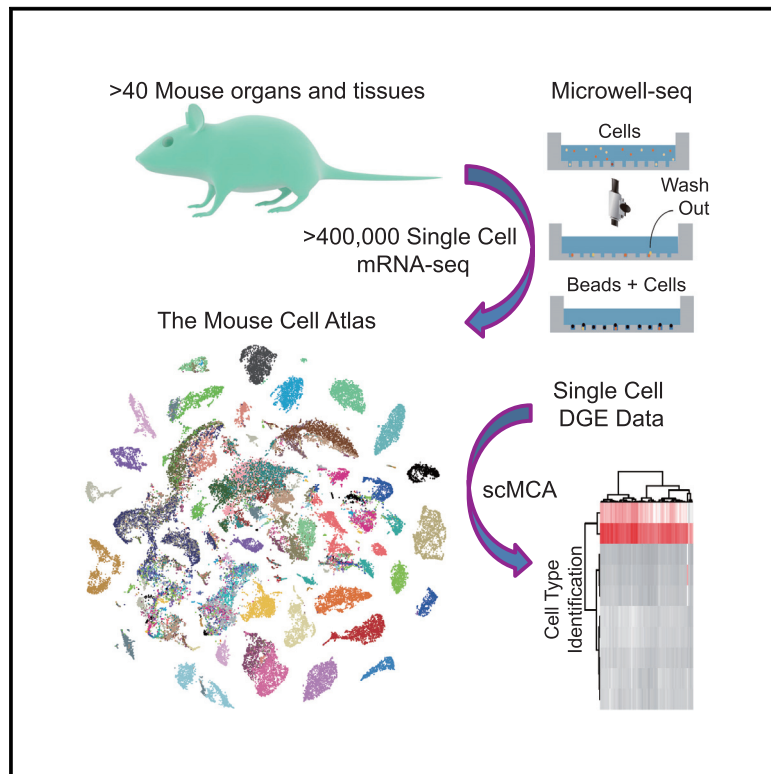 >40 Mouse organs and tissues
Microwell-seq
Cells
Wash
Out
>400,000 Single Cell
mRNA-seq
Beads + Cells
The Mouse Cell Atlas
Single Cell
DGE Data
scMCA
Cell Type
Identification